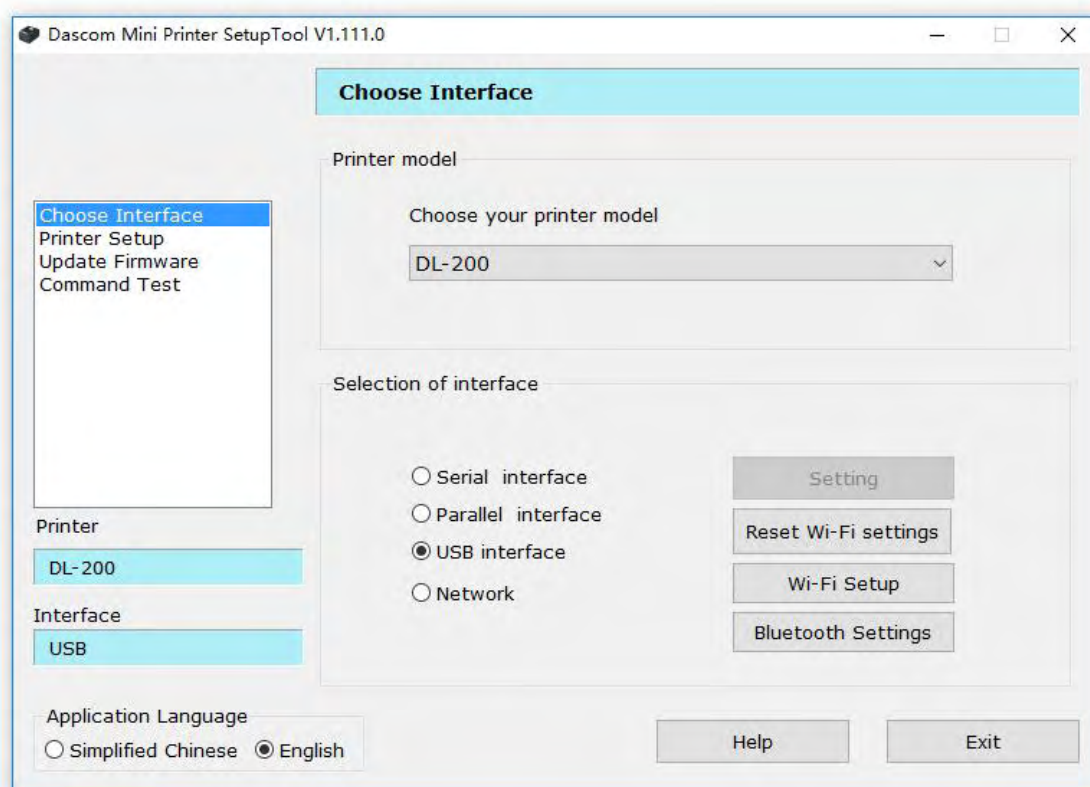 Dascom Mini Printer SetupTool V1.111.0
Choose Interface
Choose Interface
Printer Setup
Update Firmware
Command Test
Printer
DL-200
Interface
USB
Application Language
Simplified Chinese English
Printer model
Choose your printer model
DL-200
Selection of interface
Serial interface
Parallel interface
USB interface
Network
Setting
Reset Wi-Fi settings
Wi-Fi Setup
Bluetooth Settings
Help
Exit